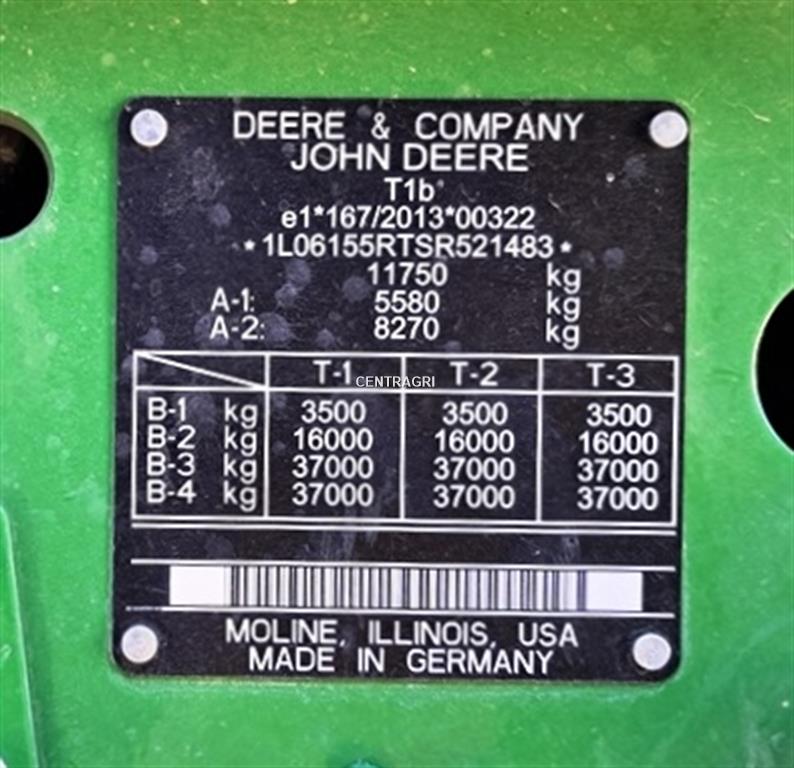 DEERE & COMPANY
JOHN DEERE
T1b
e1*167/2013*00322
*1L06155RTSR521483*
11750 kg
A-1: 5580 kg
A-2: 8270 kg
T-1 T-2 T-3
CENTRAGRI
B-1 kg 3500 3500 3500
B-2 kg 16000 16000 16000
B-3 kg 37000 37000 37000
B-4 kg 37000 37000 37000
MOLINE, ILLINOIS, USA
MADE IN GERMANY